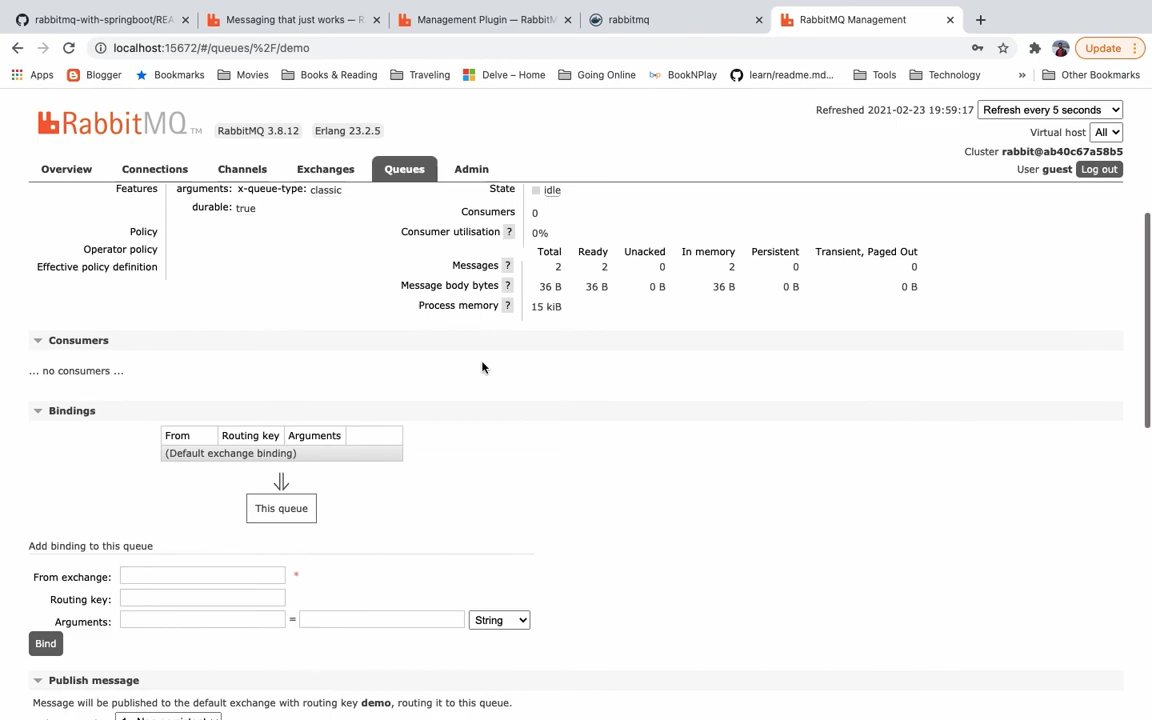 rabbitmq-with-springboot/REA
Messaging that just works — R
Management Plugin — RabbitM
rabbitmq
RabbitMQ Management
localhost:15672/#/queues/%2F/demo
Update
Apps
Blogger
Bookmarks
Movies
Books & Reading
Traveling
Delve – Home
Going Online
BookNPlay
learn/readme.md...
Tools
Technology
»
Other Bookmarks
RabbitMQ TM
RabbitMQ 3.8.12
Erlang 23.2.5
Refreshed 2021-02-23 19:59:17
Refresh every 5 seconds
Virtual host
All
Cluster rabbit@ab40c67a58b5
User guest
Log out
Overview
Connections
Channels
Exchanges
Queues
Admin
Features
arguments: x-queue-type: classic
durable: true
Policy
Operator policy
Effective policy definition
State
idle
Consumers
0
Consumer utilisation ?
0%
Total Ready Unacked In memory Persistent Transient, Paged Out
Messages ? 2 2 0 2 0 0
Message body bytes ? 36 B 36 B 0 B 36 B 0 B 0 B
Process memory ? 15 kiB
Consumers
... no consumers ...
Bindings
From Routing key Arguments
(Default exchange binding)
⇓
This queue
Add binding to this queue
From exchange: *
Routing key:
Arguments: = String
Bind
Publish message
Message will be published to the default exchange with routing key demo, routing it to this queue.